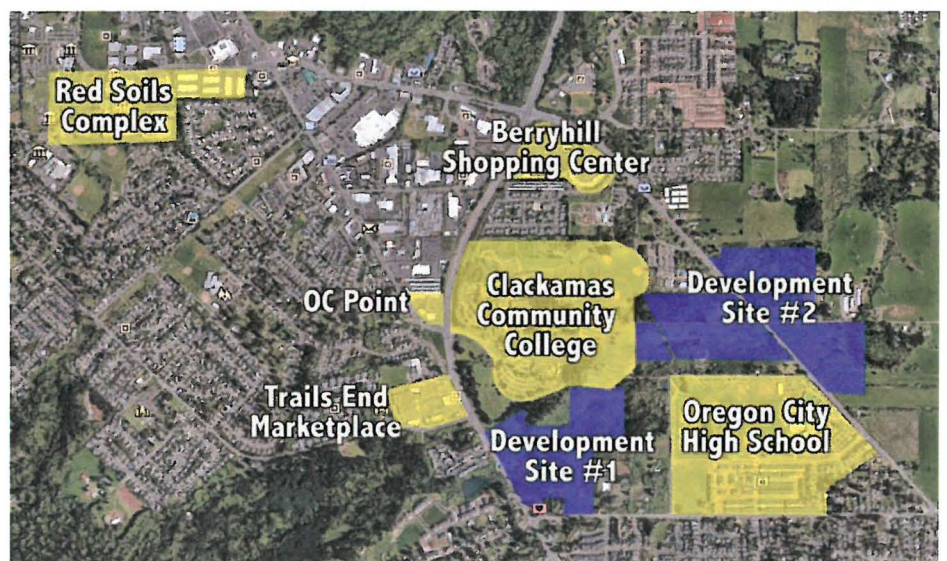 Red Soils
Complex
Berryhill
Shopping Center
OC Point
Clackamas
Community
College
Development
Site #2
Trails End
Marketplace
Development
Site #1
Oregon City
High School